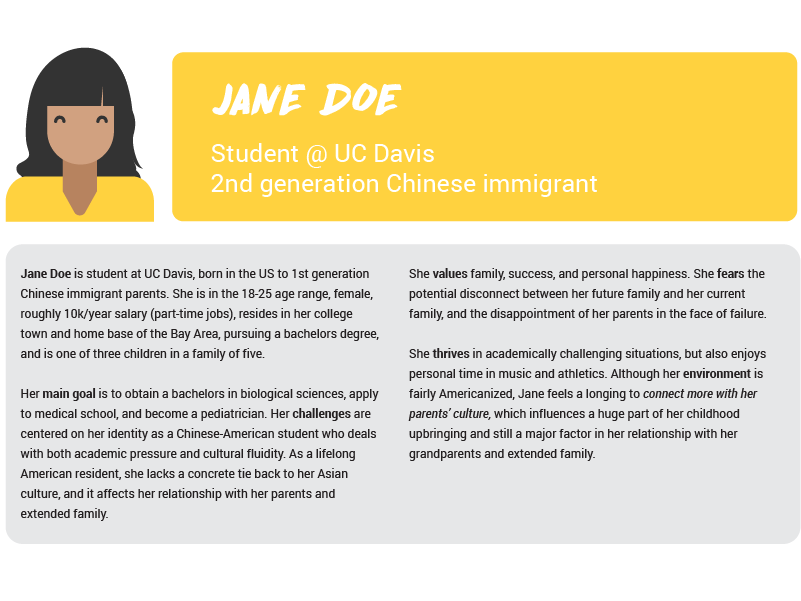 JANE DOE
Student @ UC Davis
2nd generation Chinese immigrant
Jane Doe is student at UC Davis, born in the US to 1st generation
Chinese immigrant parents. She is in the 18-25 age range, female,
roughly 10k/year salary (part-time jobs), resides in her college
town and home base of the Bay Area, pursuing a bachelors degree,
and is one of three children in a family of five.
Her main goal is to obtain a bachelors in biological sciences, apply
to medical school, and become a pediatrician. Her challenges are
centered on her identity as a Chinese-American student who deals
with both academic pressure and cultural fluidity. As a lifelong
American resident, she lacks a concrete tie back to her Asian
culture, and it affects her relationship with her parents and
extended family.
She values family, success, and personal happiness. She fears the
potential disconnect between her future family and her current
family, and the disappointment of her parents in the face of failure.
She thrives in academically challenging situations, but also enjoys
personal time in music and athletics. Although her environment is
fairly Americanized, Jane feels a longing to connect more with her
parents' culture, which influences a huge part of her childhood
upbringing and still a major factor in her relationship with her
grandparents and extended family.